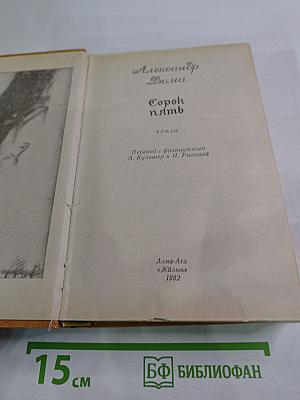 Александр
Дюма
Сорок
пять
РОМАН
Перевод с французского
А. Кулишер и Н. Рыковой
Алма-Ата
«Жалын»
1982
15 см
БФ БИБЛИОФАН